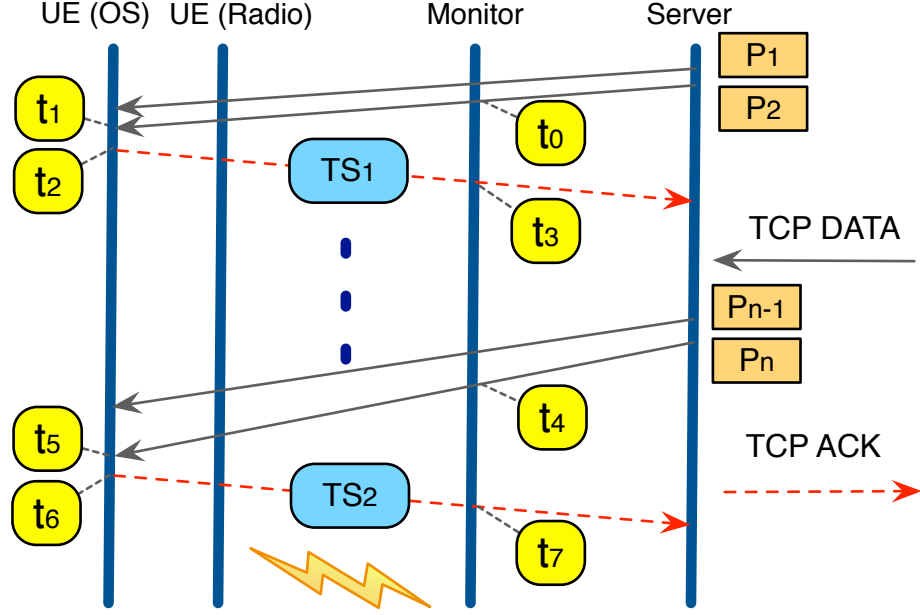 UE (OS) UE (Radio) Monitor Server
P1
P2
t1
t0
t2
TS1
t3
TCP DATA
Pn-1
Pn
t4
t5
TCP ACK
t6
TS2
t7